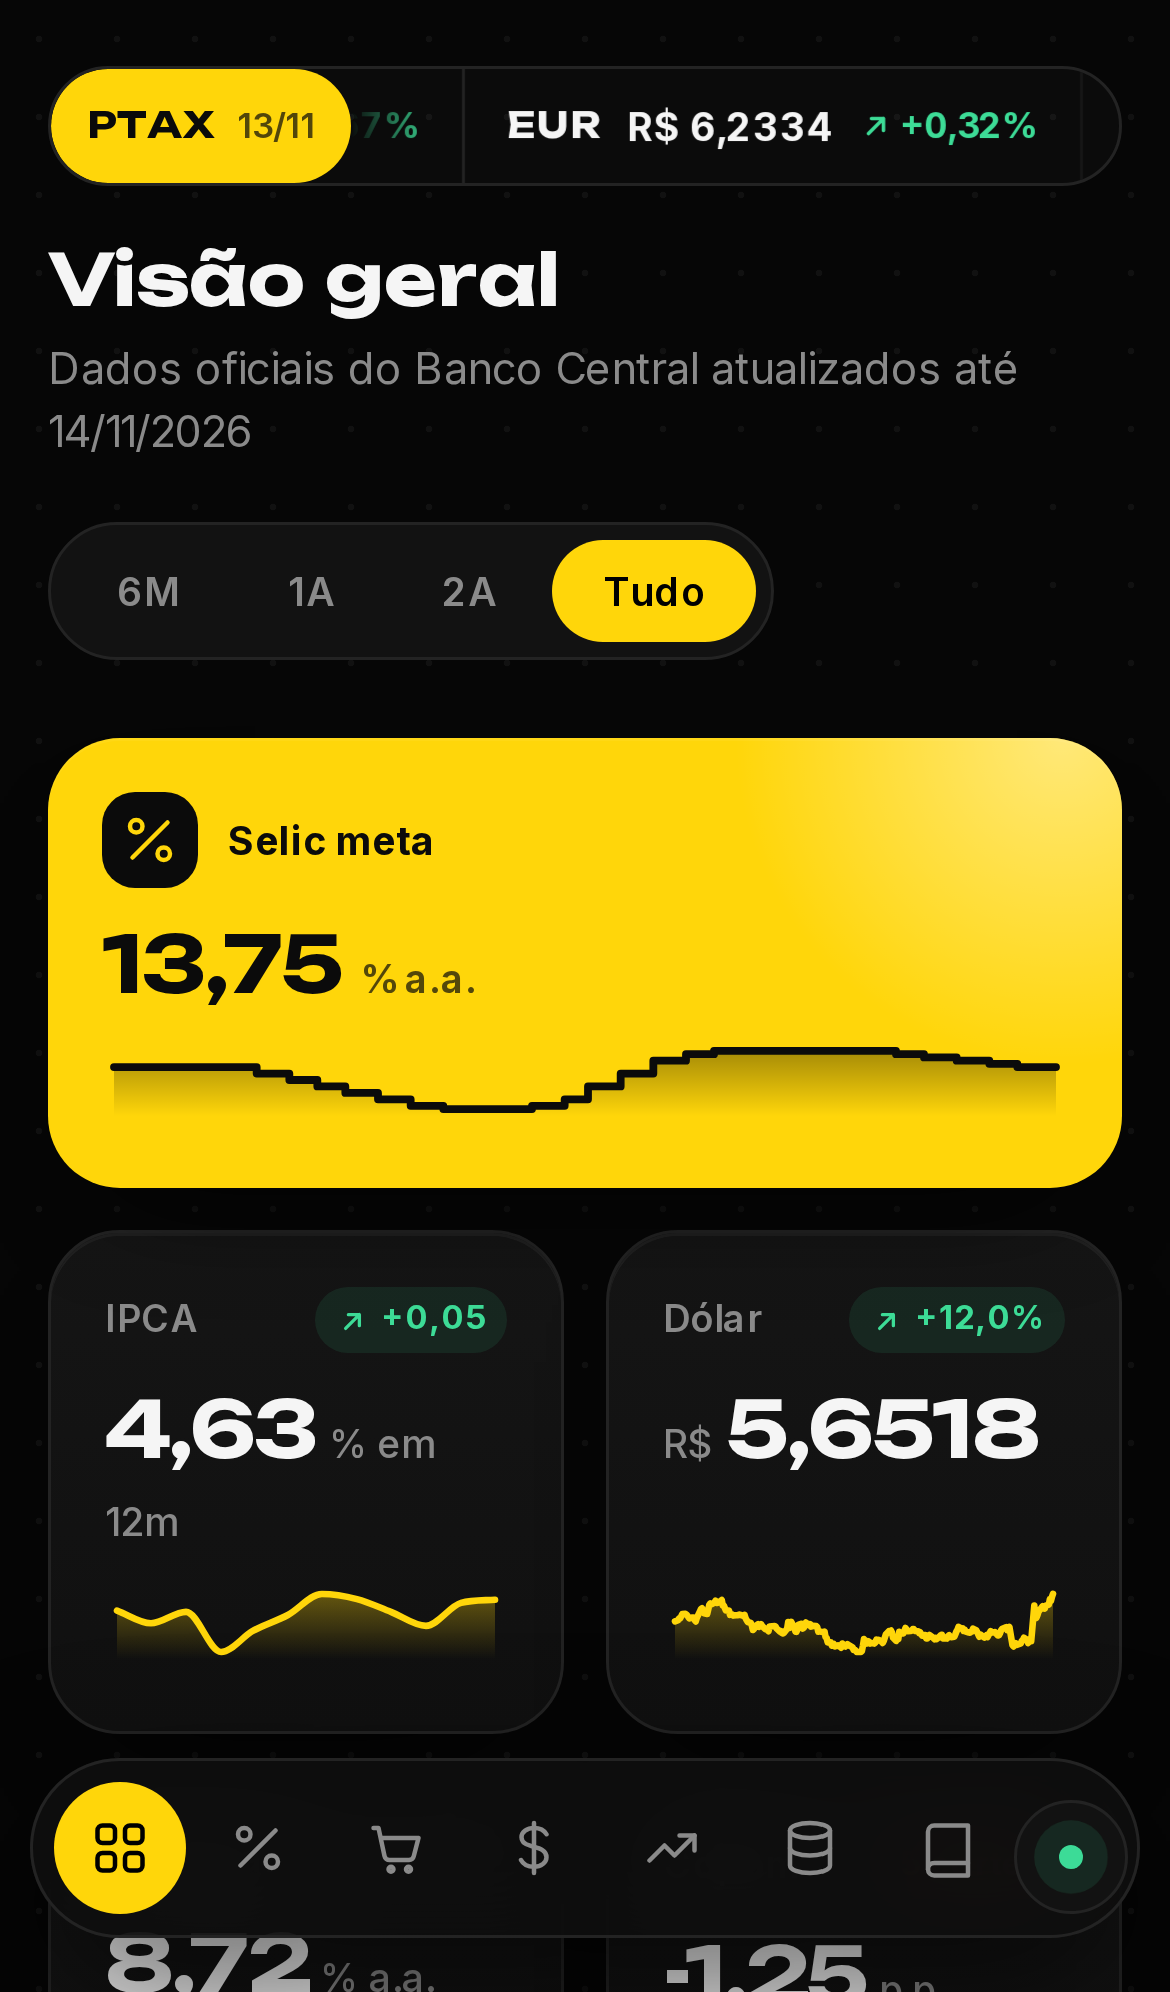 PTAX 13/11 7% EUR R$ 6,2334 +0,32%
Visão geral
Dados oficiais do Banco Central atualizados até
14/11/2026
6M 1A 2A Tudo
Selic meta
13,75 % a.a.
IPCA +0,05
4,63 % em
12m
Dólar +12,0%
R$ 5,6518
8,72 % a.a.
-1,25 p.p.